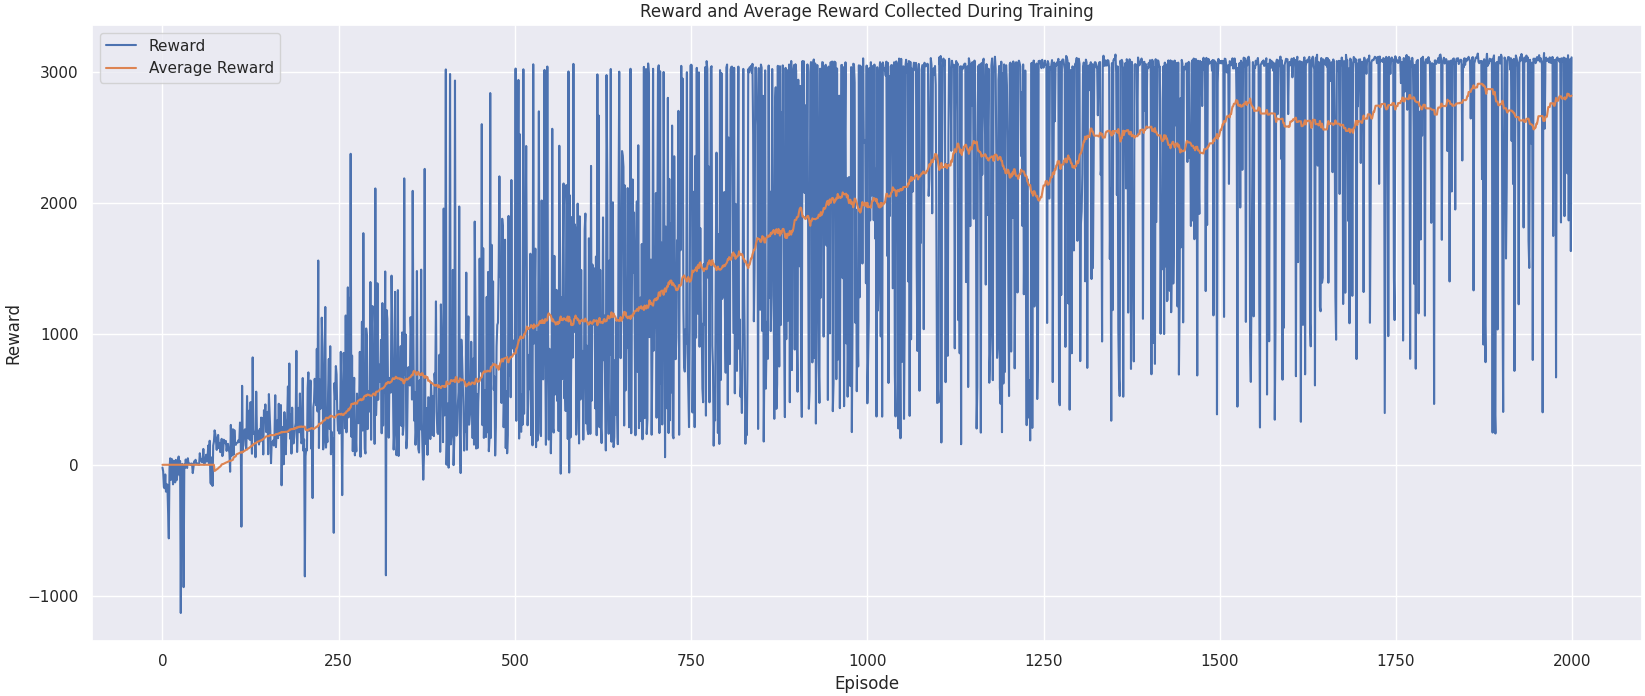 Reward and Average Reward Collected During Training
Reward
Average Reward
3000
2000
1000
0
−1000
Reward
0 250 500 750 1000 1250 1500 1750 2000
Episode